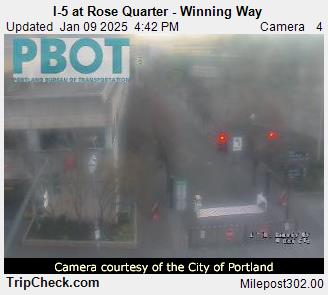 I-5 at Rose Quarter - Winning Way
Updated Jan 09 2025 4:42 PM Camera 4
PBOT
PORTLAND BUREAU OF TRANSPORTATION
Camera courtesy of the City of Portland
TripCheck.com Milepost302.00